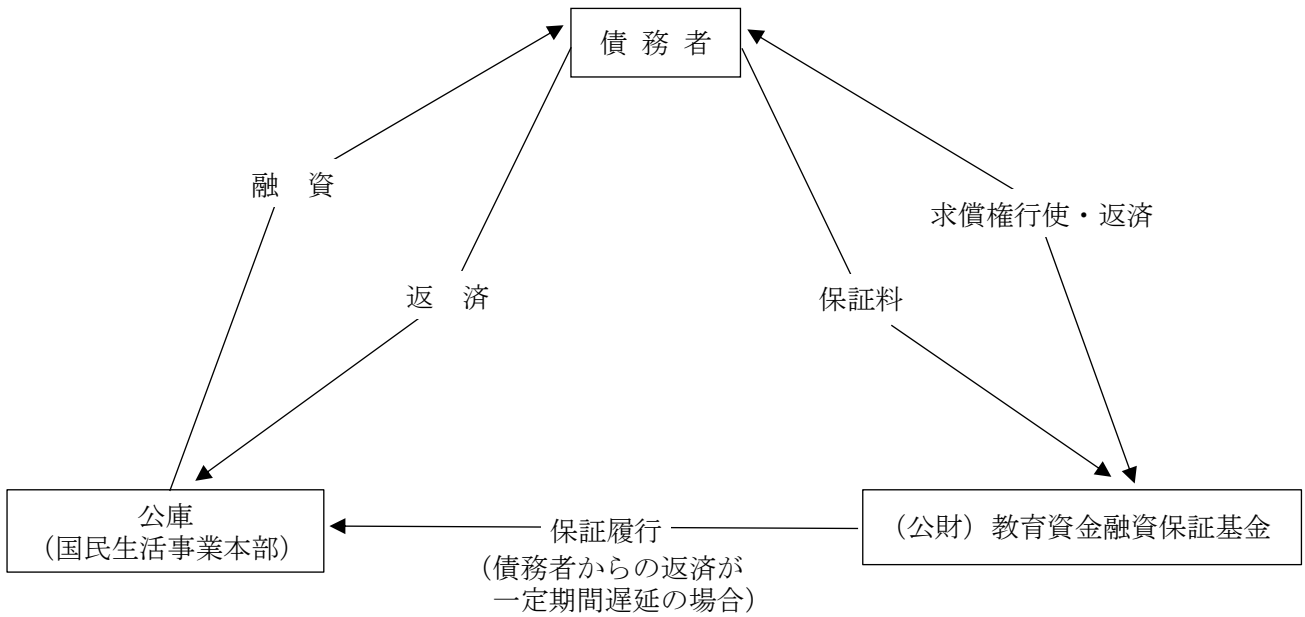 債 務 者
融 資
求償権行使・返済
返 済
保証料
公庫
（国民生活事業本部）
保証履行
（債務者からの返済が
一定期間遅延の場合）
（公財）教育資金融資保証基金